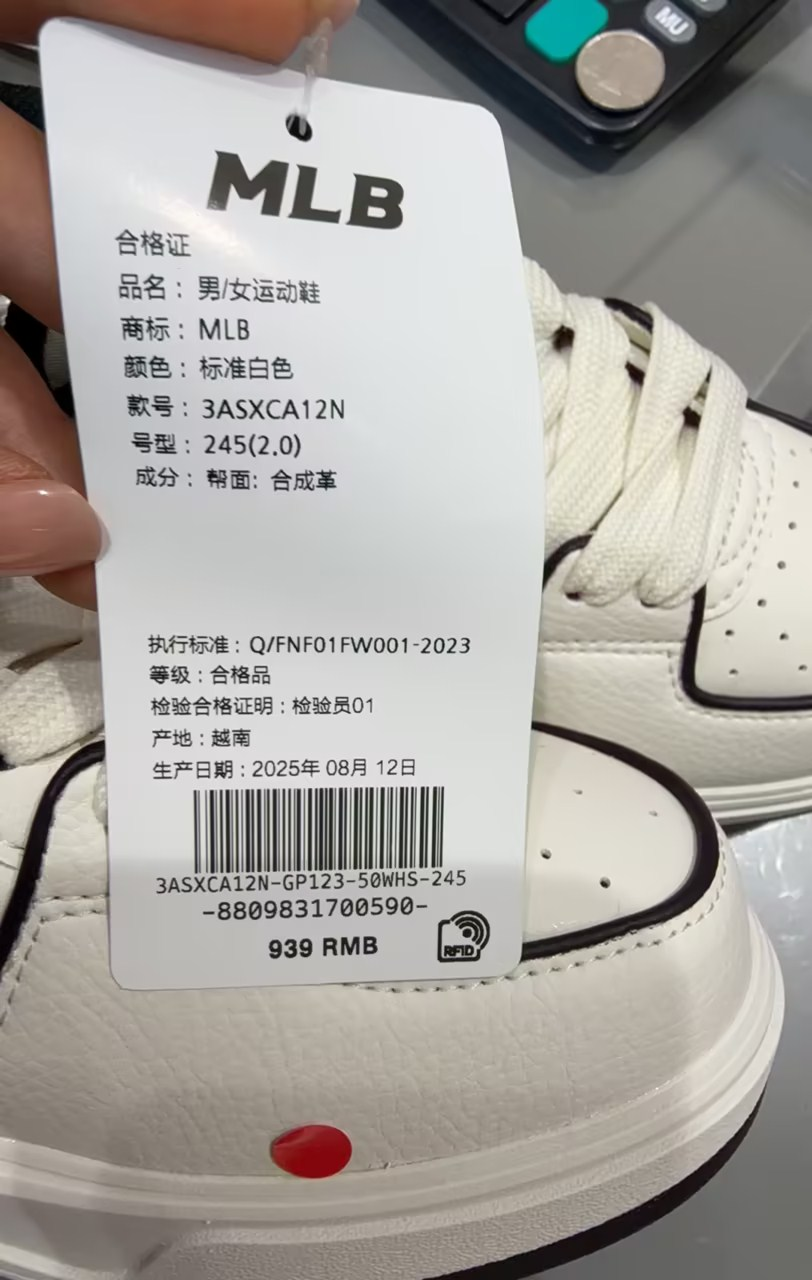 MU
MLB
合格证
品名：男/女运动鞋
商标：MLB
颜色：标准白色
款号：3ASXCA12N
号型：245(2.0)
成分：帮面：合成革
执行标准：Q/FNF01FW001-2023
等级：合格品
检验合格证明：检验员01
产地：越南
生产日期：2025年 08月 12日
3ASXCA12N-GP123-50WHS-245
-8809831700590-
939 RMB
RFID